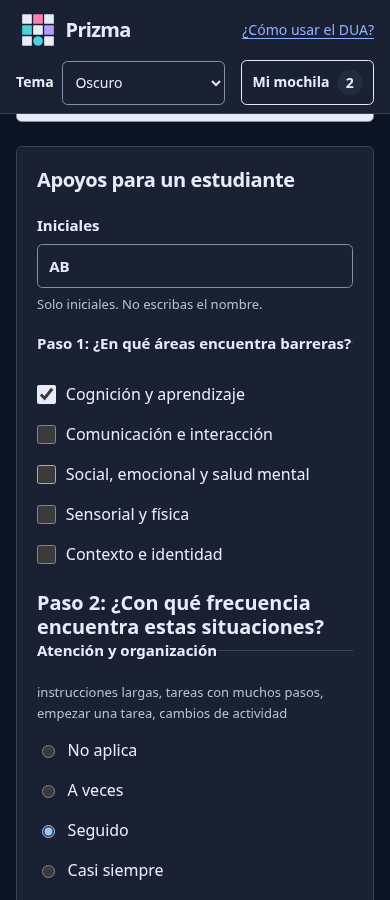 Prizma
¿Cómo usar el DUA?
Tema
Oscuro
Mi mochila 2
Apoyos para un estudiante
Iniciales
AB
Solo iniciales. No escribas el nombre.
Paso 1: ¿En qué áreas encuentra barreras?
Cognición y aprendizaje
Comunicación e interacción
Social, emocional y salud mental
Sensorial y física
Contexto e identidad
Paso 2: ¿Con qué frecuencia
encuentra estas situaciones?
Atención y organización
instrucciones largas, tareas con muchos pasos,
empezar una tarea, cambios de actividad
No aplica
A veces
Seguido
Casi siempre